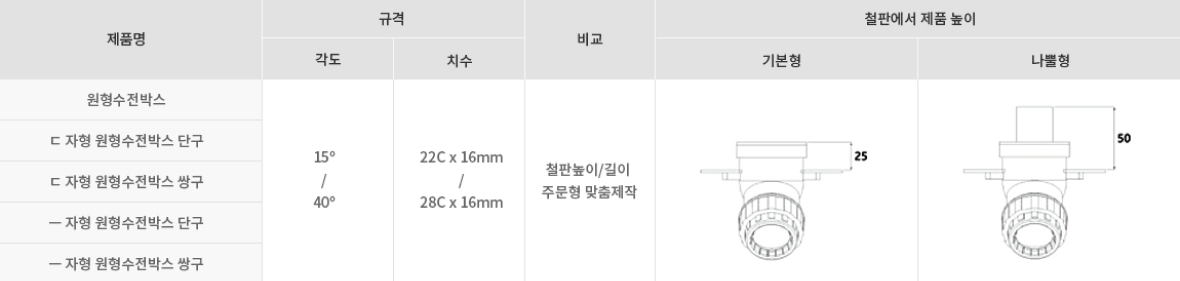 제품명
규격
비교
철판에서 제품 높이
각도
치수
기본형
나뿔형
원형수전박스
ㄷ 자형 원형수전박스 단구
ㄷ 자형 원형수전박스 쌍구
ㅡ 자형 원형수전박스 단구
ㅡ 자형 원형수전박스 쌍구
15º
/
40º
22C x 16mm
/
28C x 16mm
철판높이/길이
주문형 맞춤제작
25
50